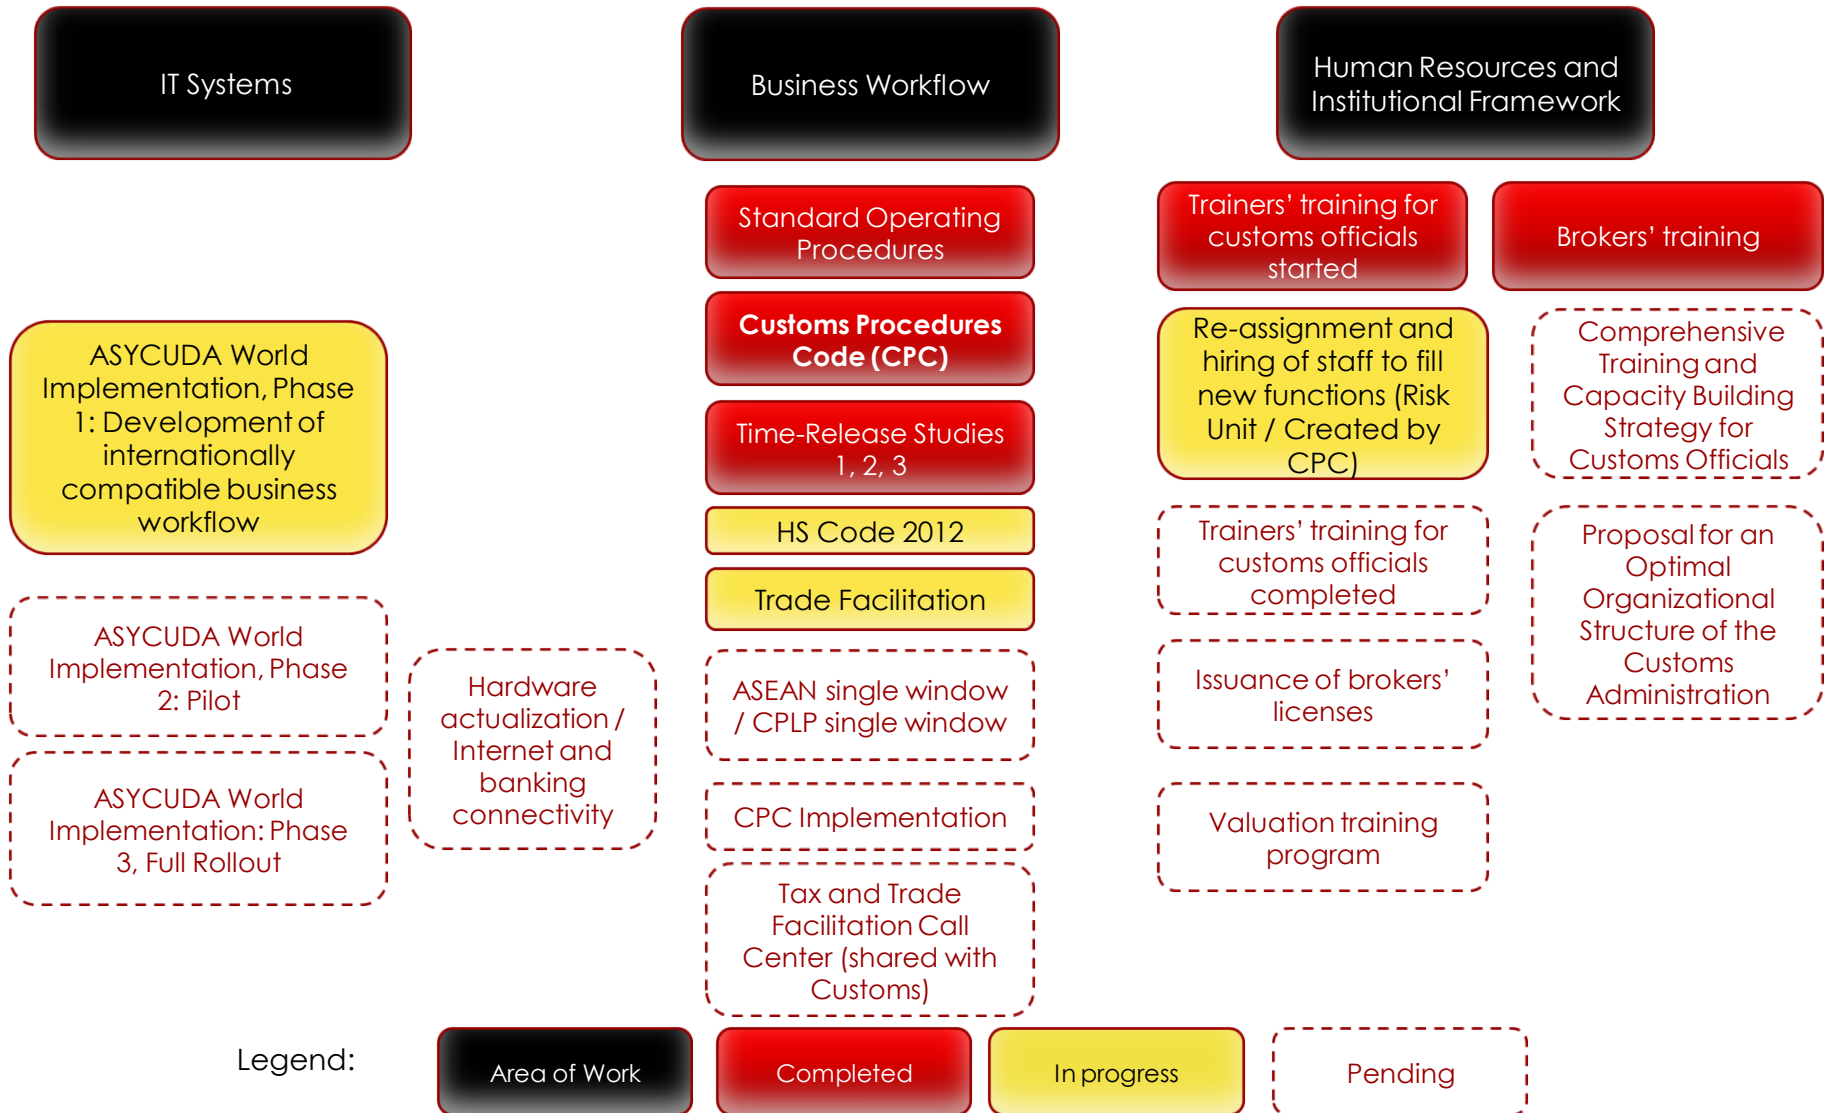 IT Systems
Business Workflow
Human Resources and
Institutional Framework
ASYCUDA World
Implementation, Phase
1: Development of
internationally
compatible business
workflow
ASYCUDA World
Implementation, Phase
2: Pilot
ASYCUDA World
Implementation: Phase
3, Full Rollout
Hardware
actualization /
Internet and
banking
connectivity
Standard Operating
Procedures
Customs Procedures
Code (CPC)
Time-Release Studies
1, 2, 3
HS Code 2012
Trade Facilitation
ASEAN single window
/ CPLP single window
CPC Implementation
Tax and Trade
Facilitation Call
Center (shared with
Customs)
Trainers’ training for
customs officials
started
Re-assignment and
hiring of staff to fill
new functions (Risk
Unit / Created by
CPC)
Trainers’ training for
customs officials
completed
Issuance of brokers’
licenses
Valuation training
program
Brokers’ training
Comprehensive
Training and
Capacity Building
Strategy for
Customs Officials
Proposal for an
Optimal
Organizational
Structure of the
Customs
Administration
Legend:
Area of Work
Completed
In progress
Pending